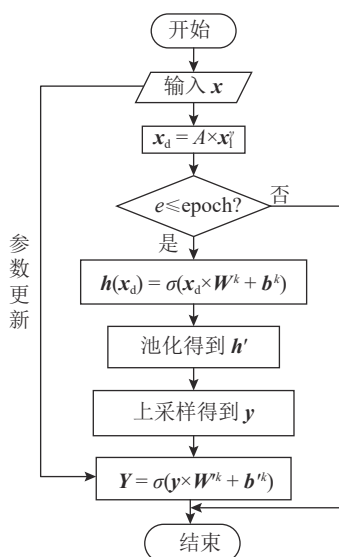 开始
输入 x
x_d = A×x_1^γ
e≤epoch?
否
是
h(x_d) = σ(x_d×W^k + b^k)
池化得到 h′
上采样得到 y
参数更新
Y = σ(y×W′^k + b′^k)
结束